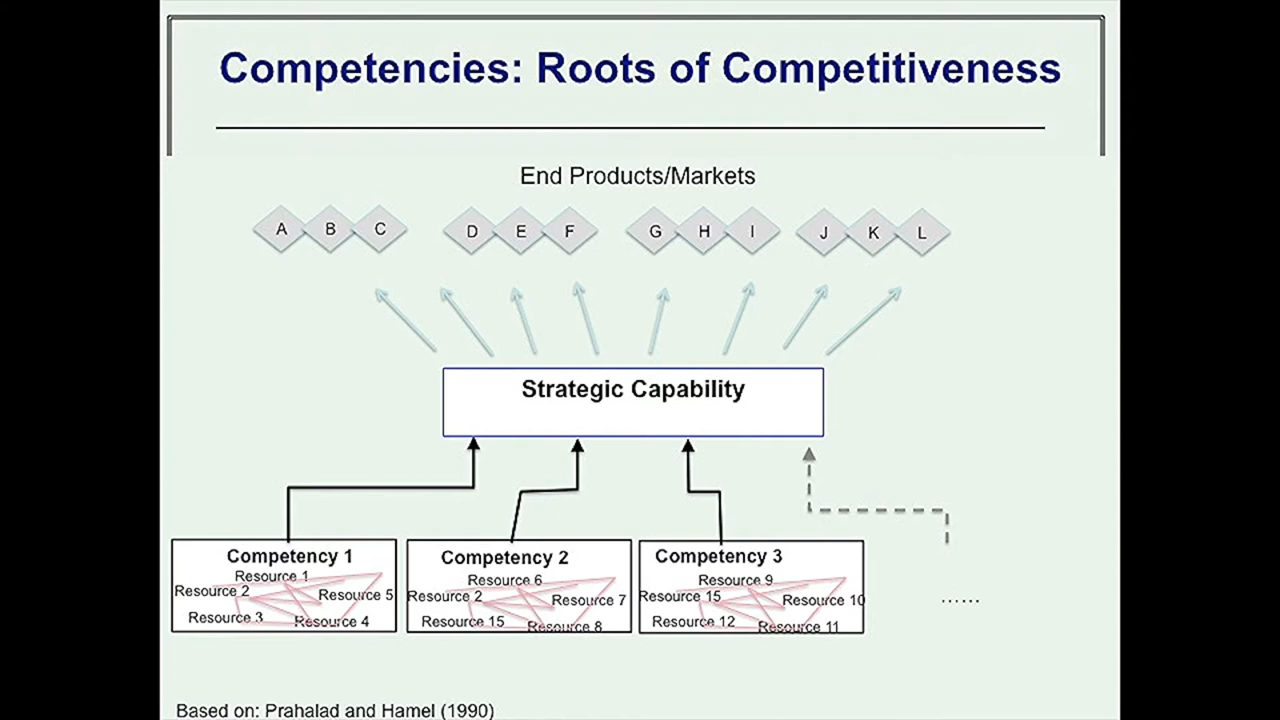 Competencies: Roots of Competitiveness
End Products/Markets
A B C D E F G H I J K L
Strategic Capability
Competency 1
Resource 1
Resource 2
Resource 5
Resource 3
Resource 4
Competency 2
Resource 6
Resource 2
Resource 7
Resource 15
Resource 8
Competency 3
Resource 9
Resource 15
Resource 10
Resource 12
Resource 11
......
Based on: Prahalad and Hamel (1990)